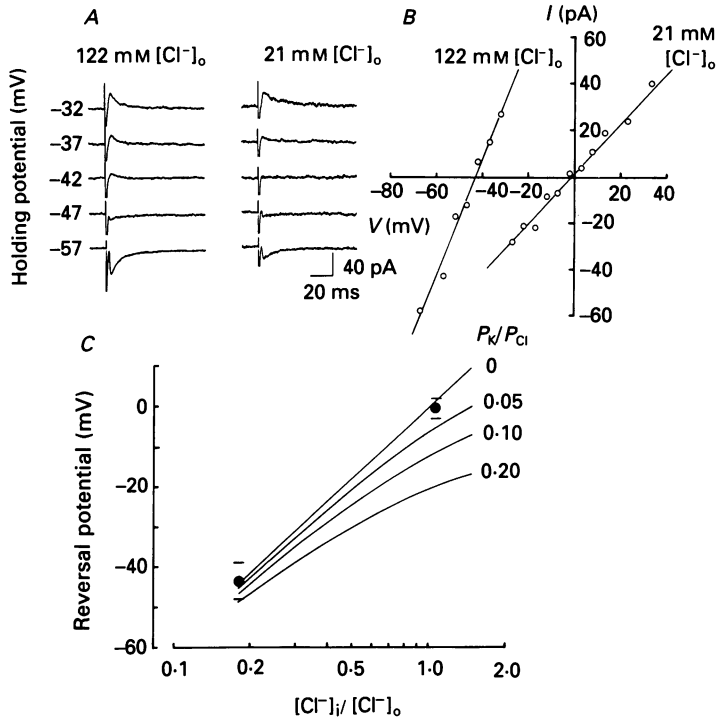 A
122 mM [Cl⁻]ₒ
21 mM [Cl⁻]ₒ
Holding potential (mV)
−32
−37
−42
−47
−57
40 pA
20 ms
B
I (pA)
122 mM [Cl⁻]ₒ
21 mM
[Cl⁻]ₒ
60
40
20
−80 −60 −40 −20 20 40
V (mV)
−20
−40
−60
C
P_K/P_Cl
0
0·05
0·10
0·20
Reversal potential (mV)
0
−20
−40
−60
0·1 0·2 0·5 1·0 2.0
[Cl⁻]ᵢ/[Cl⁻]ₒ